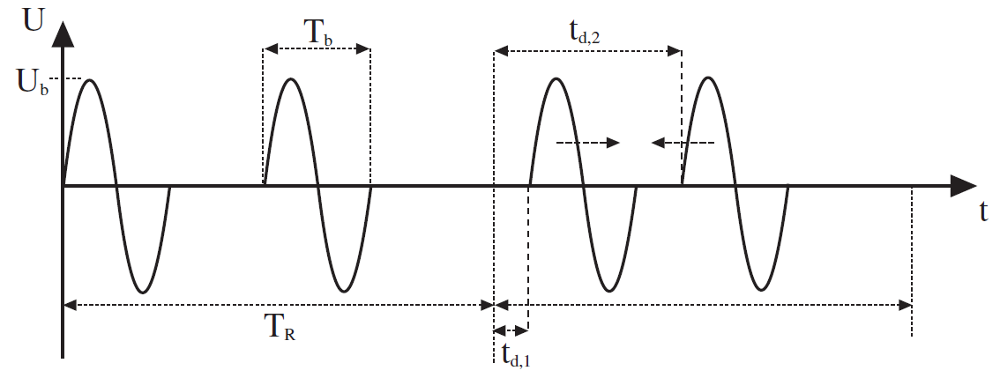 U
T_b
t_d,2
U_b
t
T_R
t_d,1